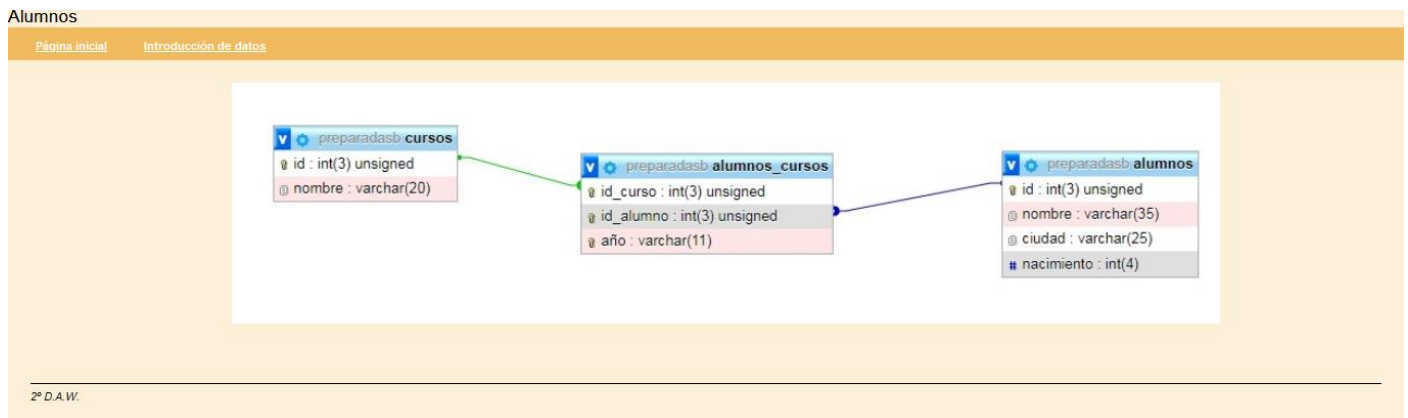 Alumnos
Página inicial Introducción de datos
preparadasb cursos
id : int(3) unsigned
nombre : varchar(20)
preparadasb alumnos_cursos
id_curso : int(3) unsigned
id_alumno : int(3) unsigned
año : varchar(11)
preparadasb alumnos
id : int(3) unsigned
nombre : varchar(35)
ciudad : varchar(25)
# nacimiento : int(4)
2º D.A.W.